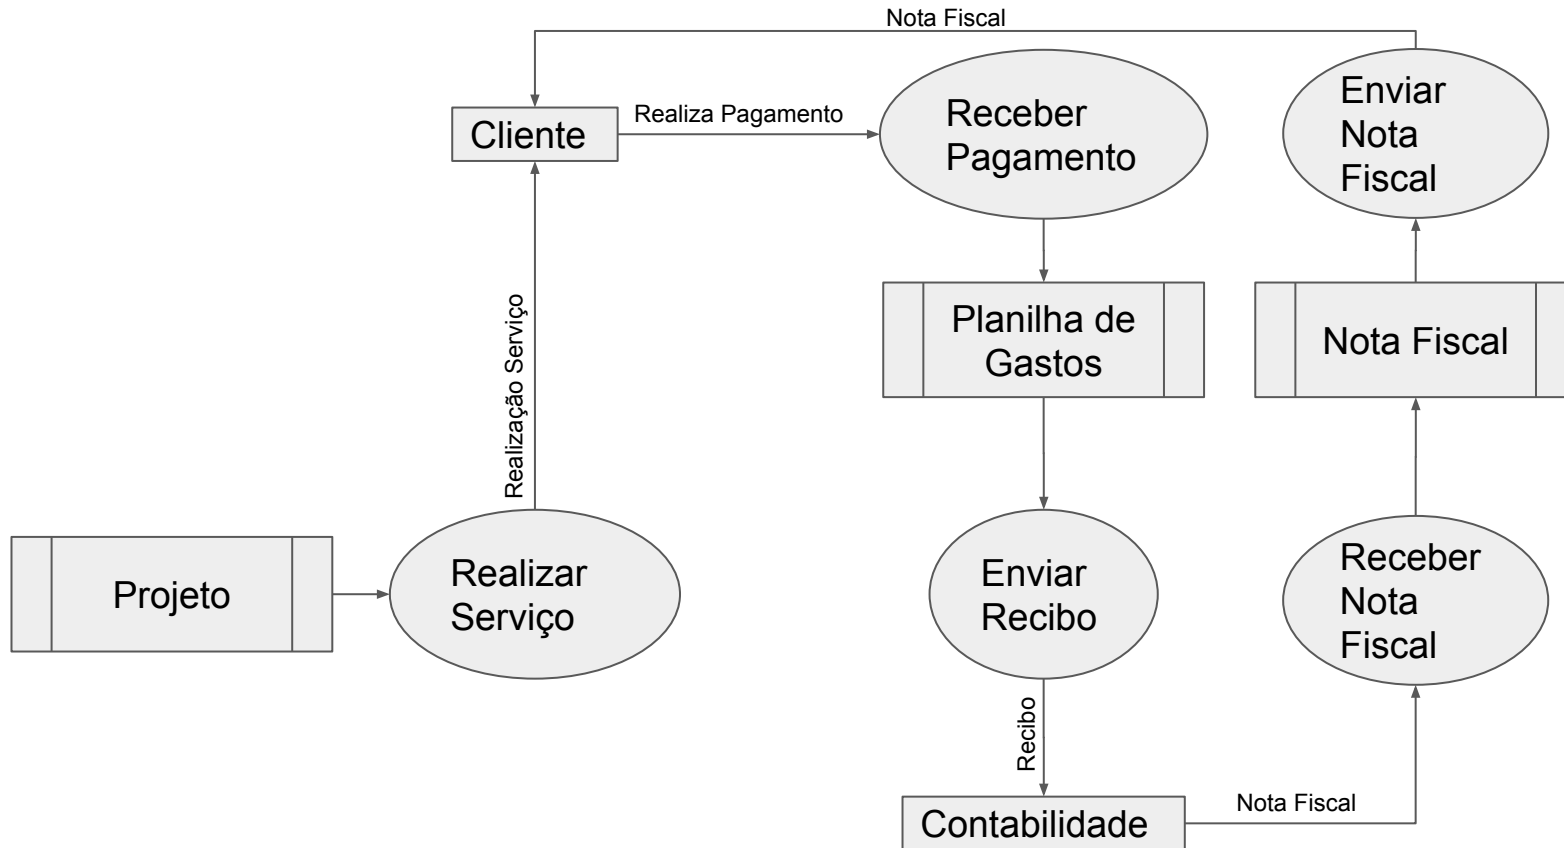 Nota Fiscal
Cliente
Realiza Pagamento
Receber
Pagamento
Enviar
Nota
Fiscal
Realização Serviço
Planilha de
Gastos
Nota Fiscal
Projeto
Realizar
Serviço
Enviar
Recibo
Receber
Nota
Fiscal
Recibo
Contabilidade
Nota Fiscal